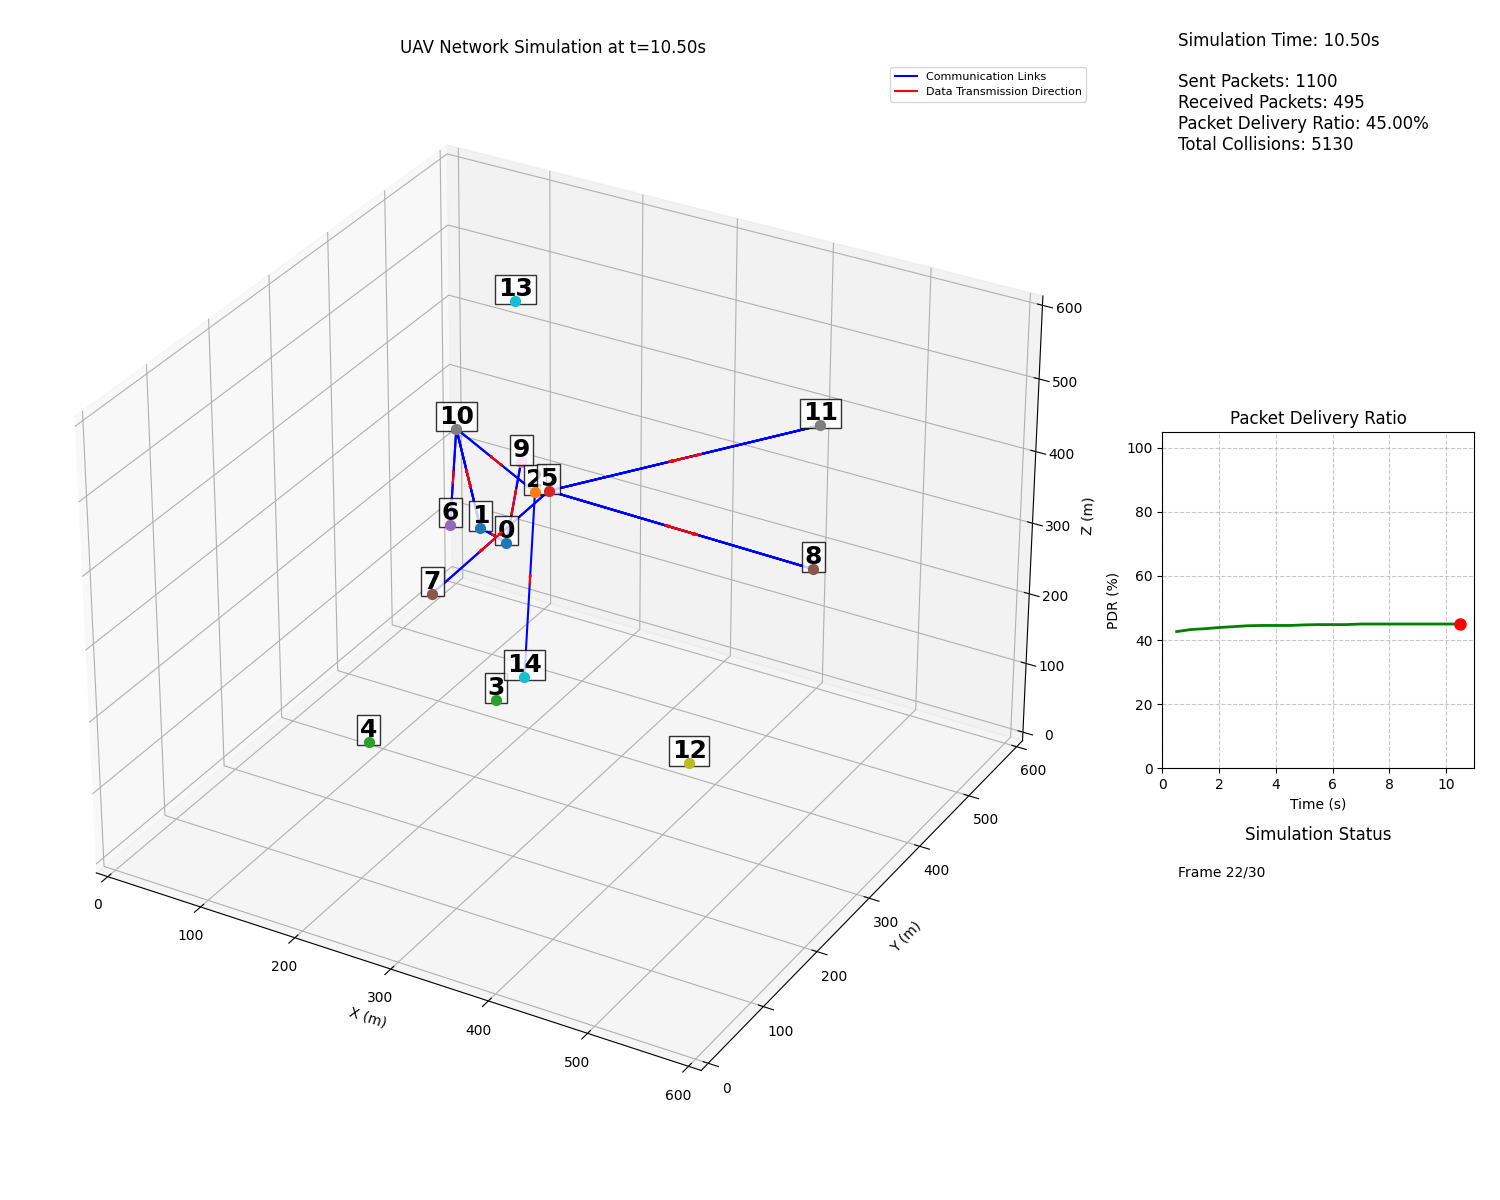 UAV Network Simulation at t=10.50s
Communication Links
Data Transmission Direction
Simulation Time: 10.50s
Sent Packets: 1100
Received Packets: 495
Packet Delivery Ratio: 45.00%
Total Collisions: 5130
13
10
11
9
2
5
6
1
0
8
7
14
3
4
12
0
100
200
300
400
500
600
X (m)
0
100
200
300
400
500
600
Y (m)
0
100
200
300
400
500
600
Z (m)
Packet Delivery Ratio
100
80
60
40
20
0
PDR (%)
0 2 4 6 8 10
Time (s)
Simulation Status
Frame 22/30